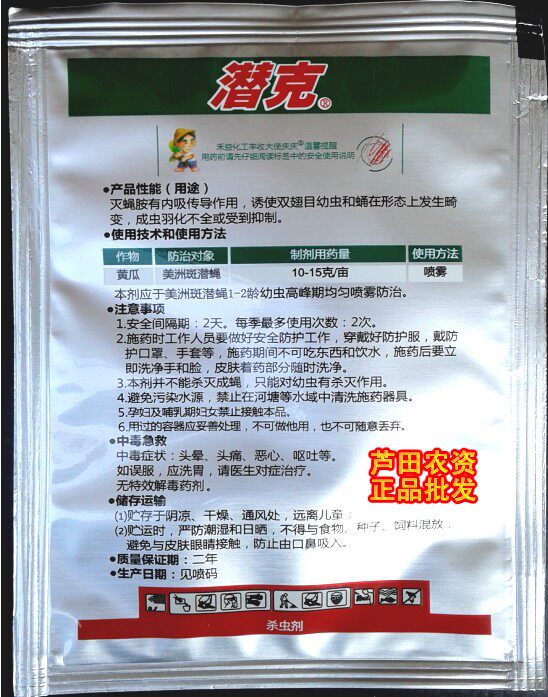 潜克®
禾益化工丰收大使庆庆®温馨提醒
用药前请先仔细阅读标签中的安全使用说明
●产品性能（用途）
灭蝇胺有内吸传导作用，诱使双翅目幼虫和蛹在形态上发生畸
变，成虫羽化不全或受到抑制。
●使用技术和使用方法
作物 防治对象 制剂用药量 使用方法
黄瓜 美洲斑潜蝇 10-15克/亩 喷雾
本剂应于美洲斑潜蝇1-2龄幼虫高峰期均匀喷雾防治。
●注意事项
1.安全间隔期：2天。每季最多使用次数：2次。
2.施药时工作人员要做好安全防护工作，穿戴好防护服，戴防
护口罩、手套等，施药期间不可吃东西和饮水，施药后要立
即洗净手和脸，皮肤着药部分随时洗净。
3.本剂并不能杀灭成蝇，只能对幼虫有杀灭作用。
4.避免污染水源，禁止在河塘等水域中清洗施药器具。
5.孕妇及哺乳期妇女禁止接触本品。
6.用过的容器应妥善处理，不可做他用，也不可随意丢弃。
●中毒急救
中毒症状：头晕、头痛、恶心、呕吐等。
如误服，应洗胃，请医生对症治疗。
无特效解毒药剂。
芦田农资
正品批发
●储存运输
⑴贮存于阴凉、干燥、通风处，远离儿童；
⑵贮运时，严防潮湿和日晒，不得与食物、种子、饲料混放，
避免与皮肤眼睛接触，防止由口鼻吸入。
●质量保证期：二年
●生产日期：见喷码
杀虫剂